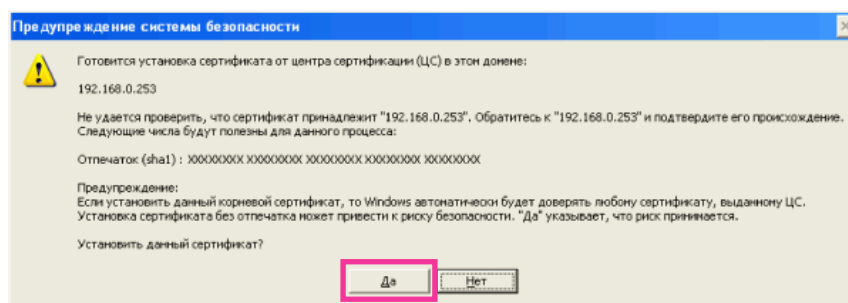 Предупреждение системы безопасности
Готовится установка сертификата от центра сертификации (ЦС) в этом домене:
192.168.0.253
Не удается проверить, что сертификат принадлежит "192.168.0.253". Обратитесь к "192.168.0.253" и подтвердите его происхождение.
Следующие числа будут полезны для данного процесса:
Отпечаток (sha1) : XXXXXXXX XXXXXXXX XXXXXXXX XXXXXXXX XXXXXXXX
Предупреждение:
Если установить данный корневой сертификат, то Windows автоматически будет доверять любому сертификату, выданному ЦС.
Установка сертификата без отпечатка может привести к риску безопасности. "Да" указывает, что риск принимается.
Установить данный сертификат?
Да
Нет